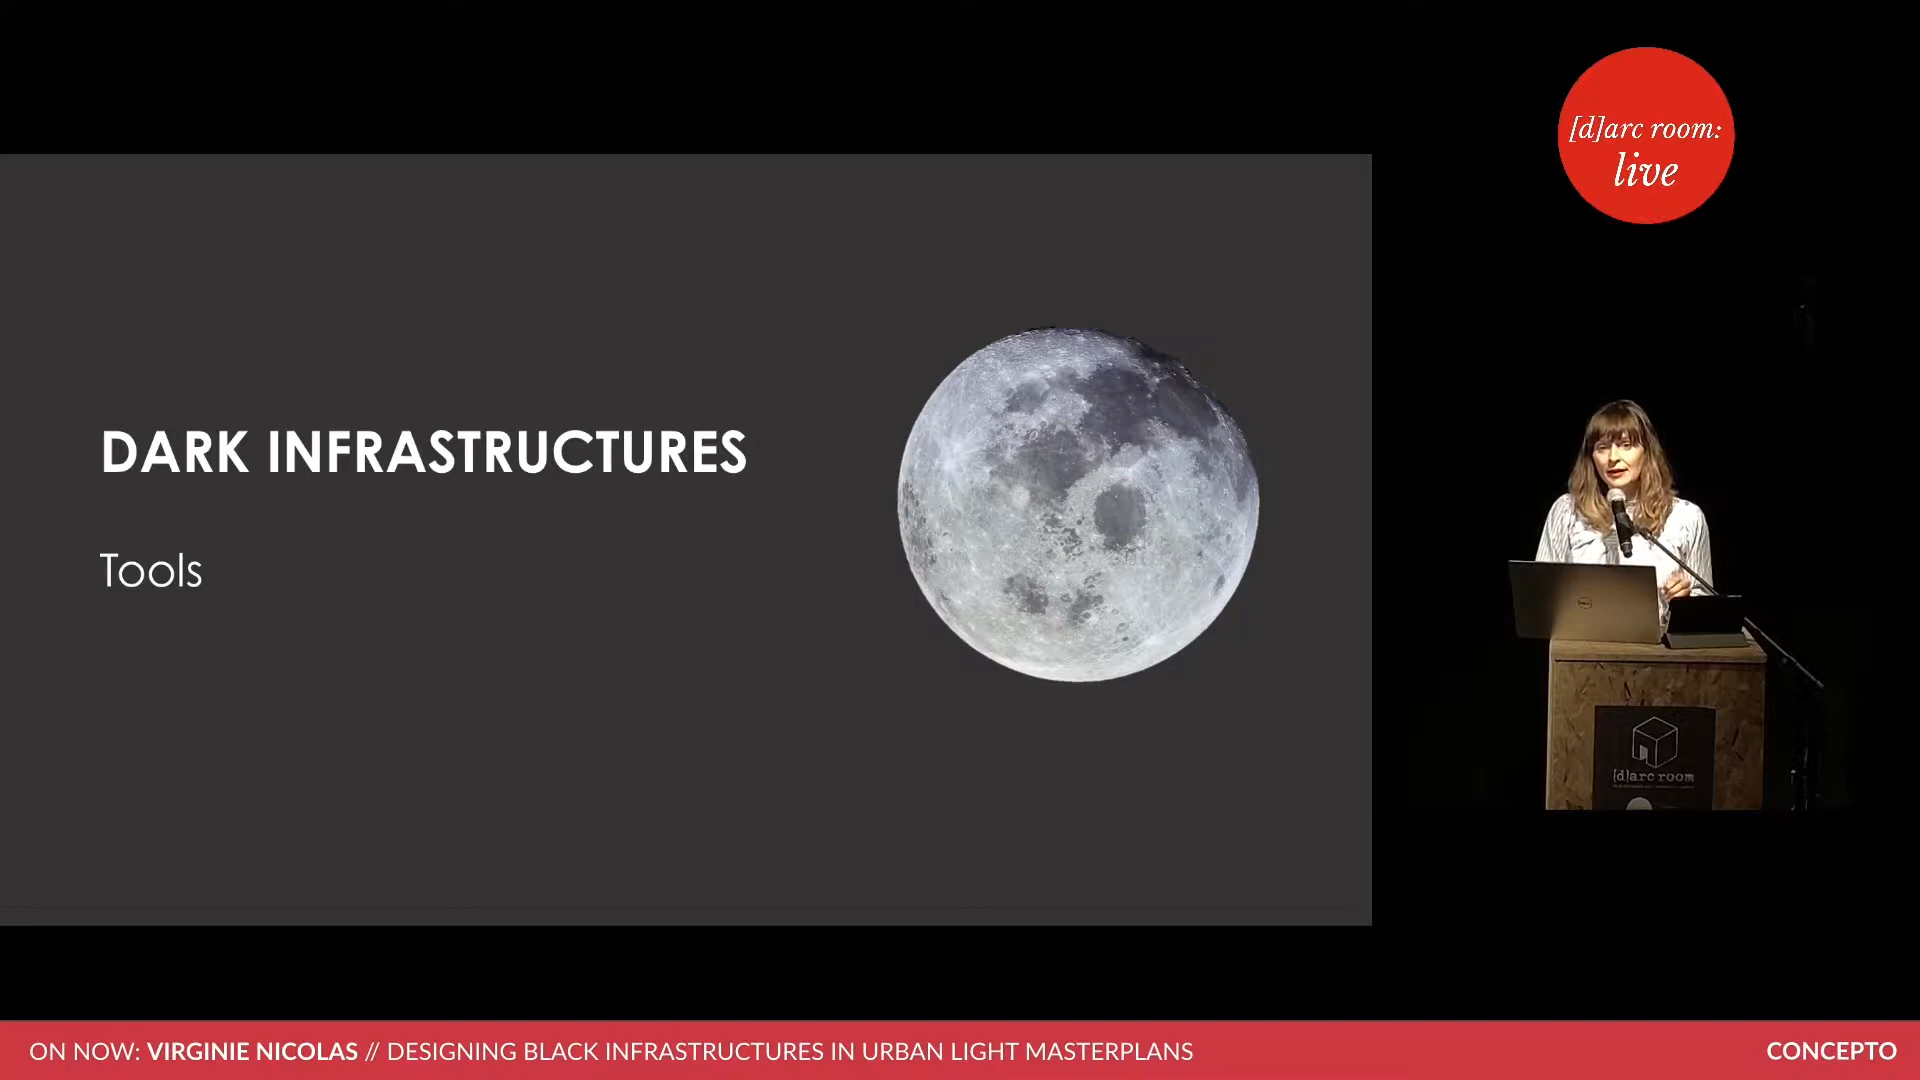 [d]arc room:
live
DARK INFRASTRUCTURES
Tools
DELL
[d]arc room
ON NOW: VIRGINIE NICOLAS // DESIGNING BLACK INFRASTRUCTURES IN URBAN LIGHT MASTERPLANS
CONCEPTO